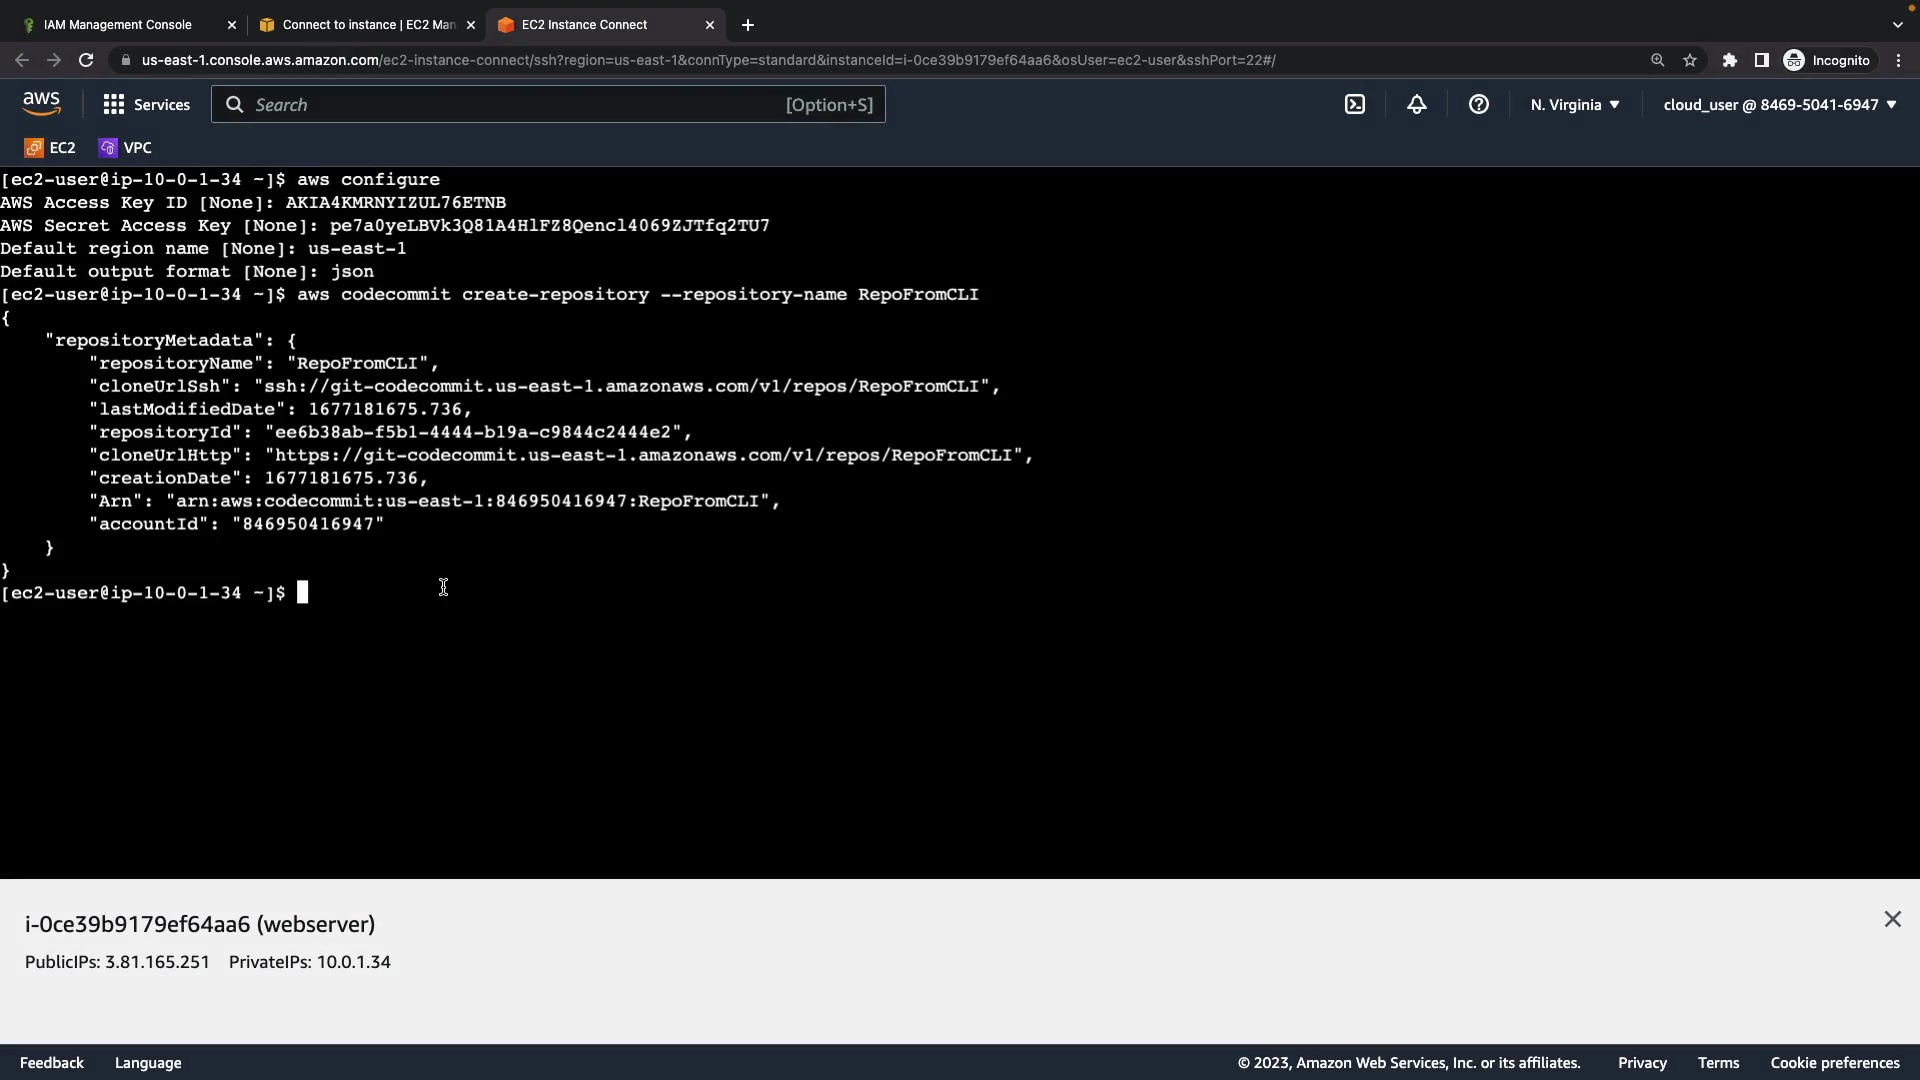 IAM Management Console
Connect to instance | EC2 Man
EC2 Instance Connect
us-east-1.console.aws.amazon.com/ec2-instance-connect/ssh?region=us-east-1&connType=standard&instanceId=i-0ce39b9179ef64aa6&osUser=ec2-user&sshPort=22#/
Incognito
aws
Services
Search
[Option+S]
N. Virginia
cloud_user @ 8469-5041-6947
EC2
VPC
[ec2-user@ip-10-0-1-34 ~]$ aws configure
AWS Access Key ID [None]: AKIA4KMRNYIZUL76ETNB
AWS Secret Access Key [None]: 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
Default region name [None]: us-east-1
Default output format [None]: json
[ec2-user@ip-10-0-1-34 ~]$ aws codecommit create-repository --repository-name RepoFromCLI
{
    "repositoryMetadata": {
        "repositoryName": "RepoFromCLI",
        "cloneUrlSsh": "ssh://git-codecommit.us-east-1.amazonaws.com/v1/repos/RepoFromCLI",
        "lastModifiedDate": 1677181675.736,
        "repositoryId": "ee6b38ab-f5b1-4444-b19a-c9844c2444e2",
        "cloneUrlHttp": "https://git-codecommit.us-east-1.amazonaws.com/v1/repos/RepoFromCLI",
        "creationDate": 1677181675.736,
        "Arn": "arn:aws:codecommit:us-east-1:846950416947:RepoFromCLI",
        "accountId": "846950416947"
    }
}
[ec2-user@ip-10-0-1-34 ~]$
i-0ce39b9179ef64aa6 (webserver)
PublicIPs: 3.81.165.251 PrivateIPs: 10.0.1.34
Feedback
Language
© 2023, Amazon Web Services, Inc. or its affiliates.
Privacy
Terms
Cookie preferences